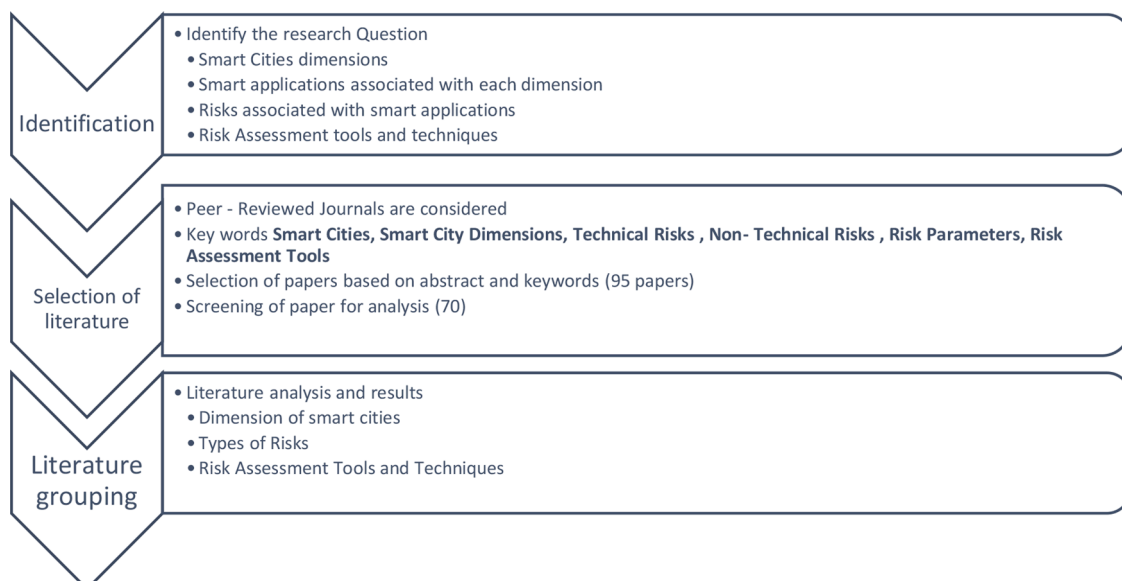 Identification
• Identify the research Question
• Smart Cities dimensions
• Smart applications associated with each dimension
• Risks associated with smart applications
• Risk Assessment tools and techniques
Selection of
literature
• Peer - Reviewed Journals are considered
• Key words Smart Cities, Smart City Dimensions, Technical Risks , Non- Technical Risks , Risk Parameters, Risk
Assessment Tools
• Selection of papers based on abstract and keywords (95 papers)
• Screening of paper for analysis (70)
Literature
grouping
• Literature analysis and results
• Dimension of smart cities
• Types of Risks
• Risk Assessment Tools and Techniques